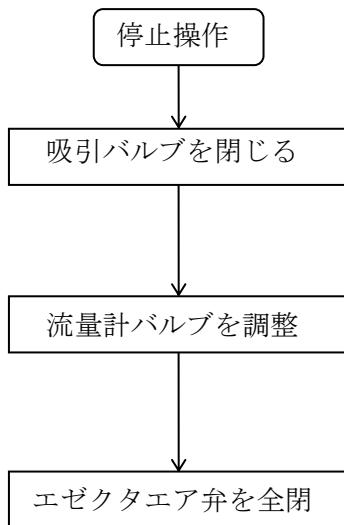 停止操作
吸引バルブを閉じる
流量計バルブを調整
エゼクタエア弁を全閉